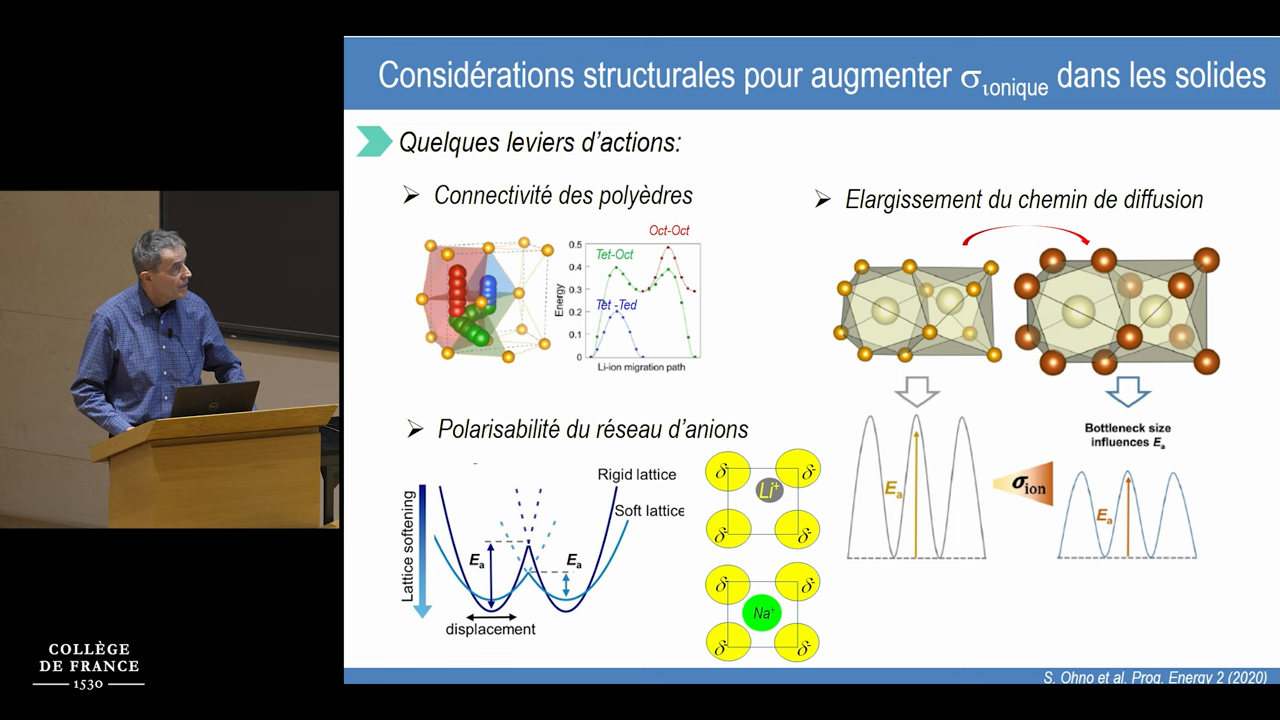 Considérations structurales pour augmenter σιonique dans les solides
Quelques leviers d'actions:
➢ Connectivité des polyèdres
Oct-Oct
Tet-Oct
Tet -Ted
Energy
0.5
0.4
0.3
0.2
0.1
0
Li-ion migration path
➢ Elargissement du chemin de diffusion
Bottleneck size
influences Ea
Ea
σion
Ea
➢ Polarisabilité du réseau d'anions
Lattice softening
Rigid lattice
Soft lattice
Ea
Ea
displacement
δ- δ-
Li+
δ- δ-
δ- δ-
Na+
δ- δ-
S. Ohno et al. Prog. Energy 2 (2020)
COLLÈGE
DE FRANCE
1530